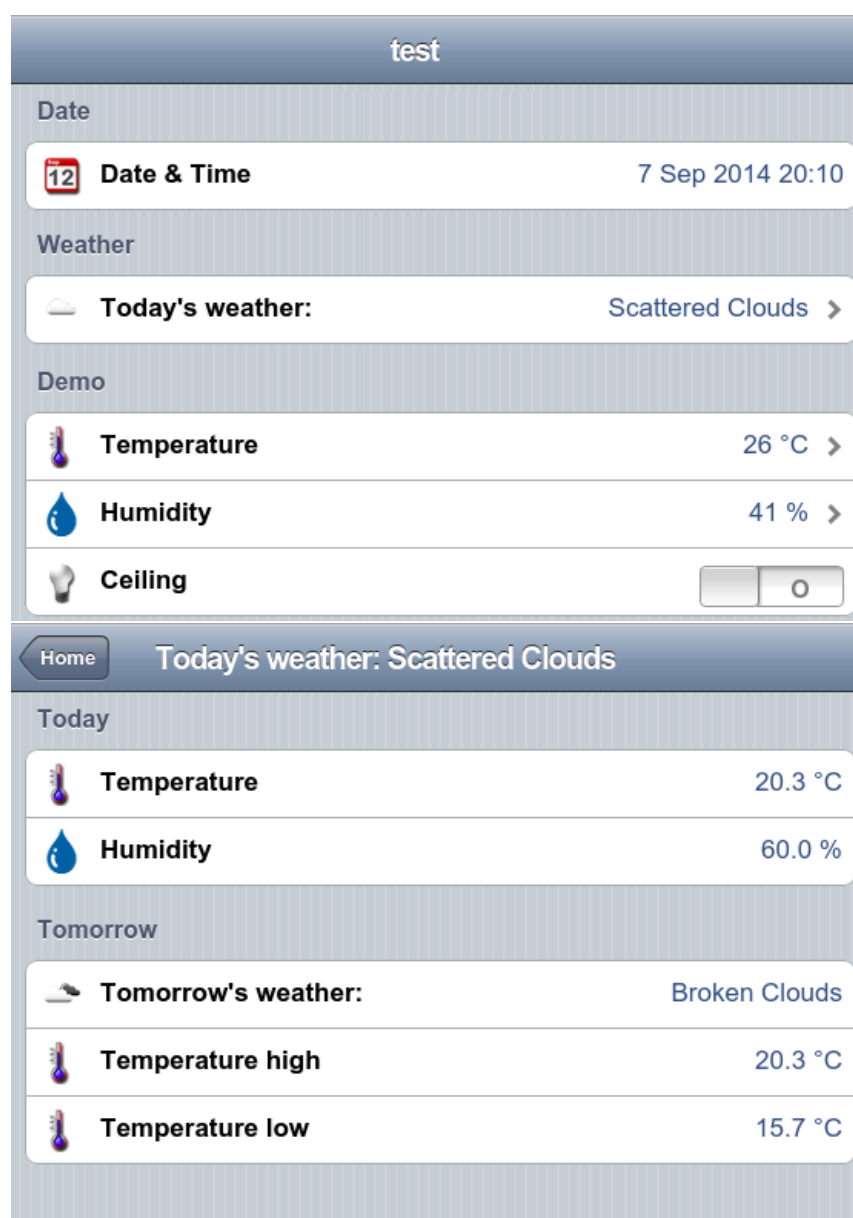 test
Date
Sep
12
Date & Time 7 Sep 2014 20:10
Weather
Today's weather: Scattered Clouds
Demo
Temperature 26 °C
Humidity 41 %
Ceiling O
Home Today's weather: Scattered Clouds
Today
Temperature 20.3 °C
Humidity 60.0 %
Tomorrow
Tomorrow's weather: Broken Clouds
Temperature high 20.3 °C
Temperature low 15.7 °C